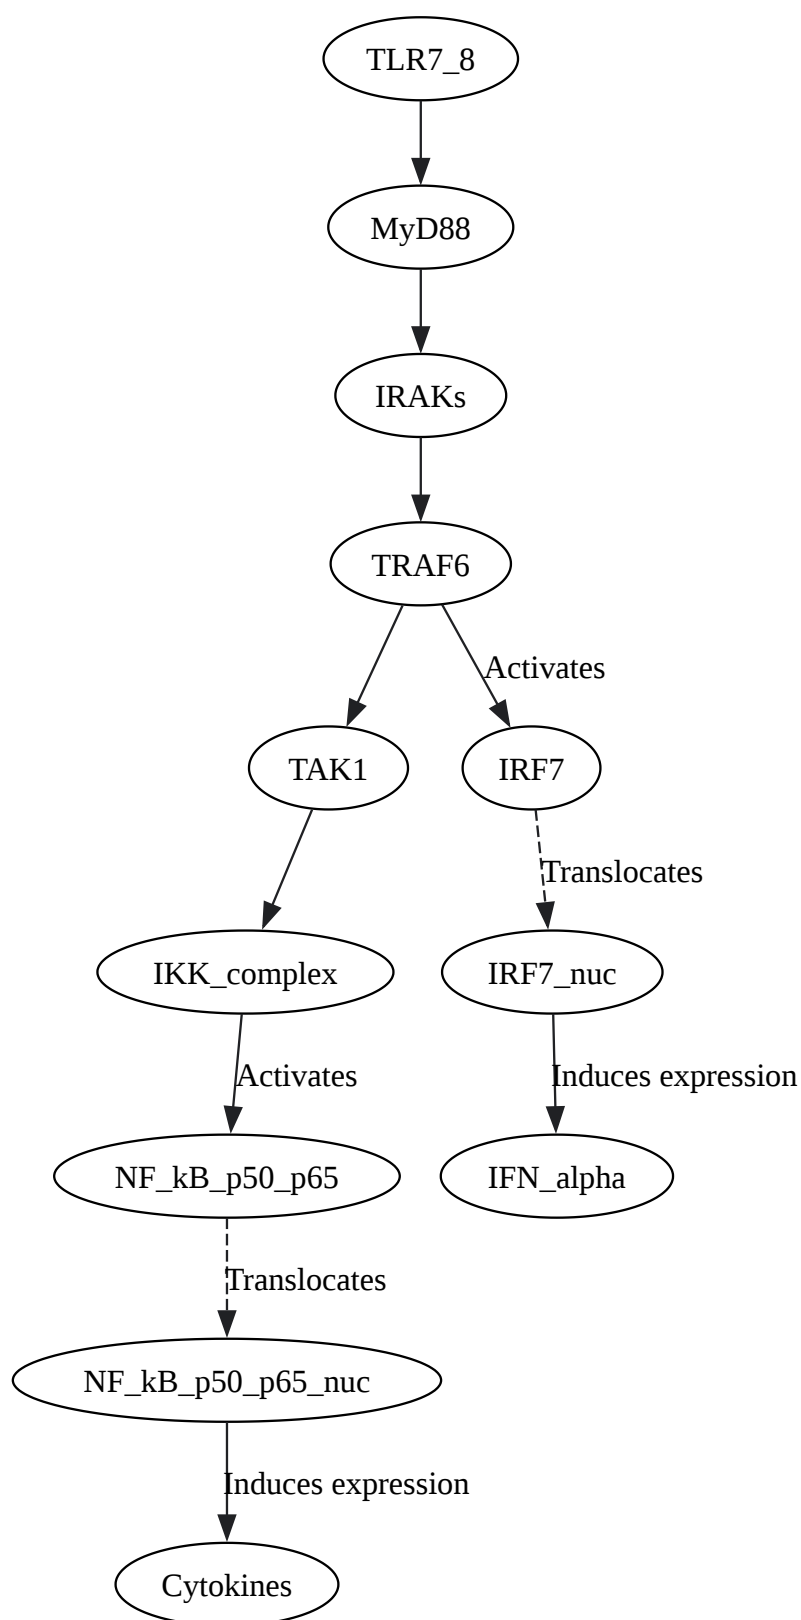 TLR7_8
MyD88
IRAKs
TRAF6
Activates
TAK1
IRF7
Translocates
IKK_complex
IRF7_nuc
Activates
Induces expression
NF_kB_p50_p65
IFN_alpha
Translocates
NF_kB_p50_p65_nuc
Induces expression
Cytokines